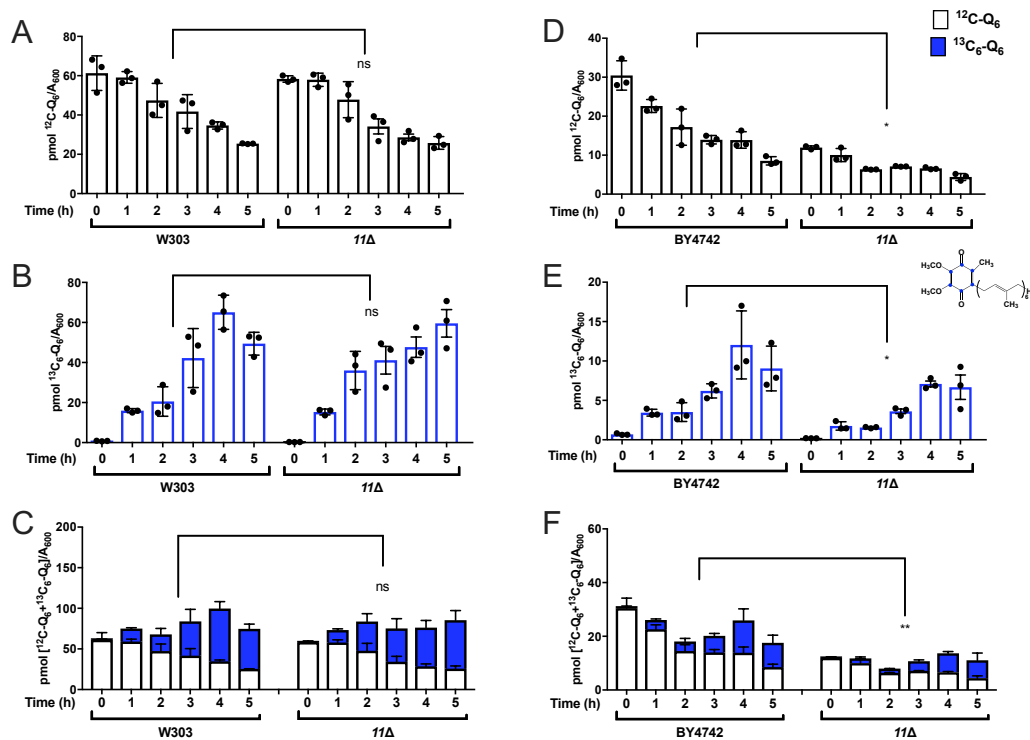 A
pmol ¹²C-Q₆/A₆₀₀
80
60
40
20
0
ns
Time (h)
0 1 2 3 4 5 0 1 2 3 4 5
W303 11Δ
D
pmol ¹²C-Q₆/A₆₀₀
40
30
20
10
0
*
Time (h)
0 1 2 3 4 5 0 1 2 3 4 5
BY4742 11Δ
¹²C-Q₆
¹³C₆-Q₆
B
pmol ¹³C₆-Q₆/A₆₀₀
80
60
40
20
0
ns
Time (h)
0 1 2 3 4 5 0 1 2 3 4 5
W303 11Δ
E
pmol ¹³C₆-Q₆/A₆₀₀
20
15
10
5
0
*
Time (h)
0 1 2 3 4 5 0 1 2 3 4 5
BY4742 11Δ
O
H₃CO CH₃
H₃CO H
O CH₃ 6
C
pmol [¹²C-Q₆+¹³C₆-Q₆]/A₆₀₀
200
150
100
50
0
ns
Time (h)
0 1 2 3 4 5 0 1 2 3 4 5
W303 11Δ
F
pmol [¹²C-Q₆+¹³C₆-Q₆]/A₆₀₀
60
40
20
0
**
Time (h)
0 1 2 3 4 5 0 1 2 3 4 5
BY4742 11Δ